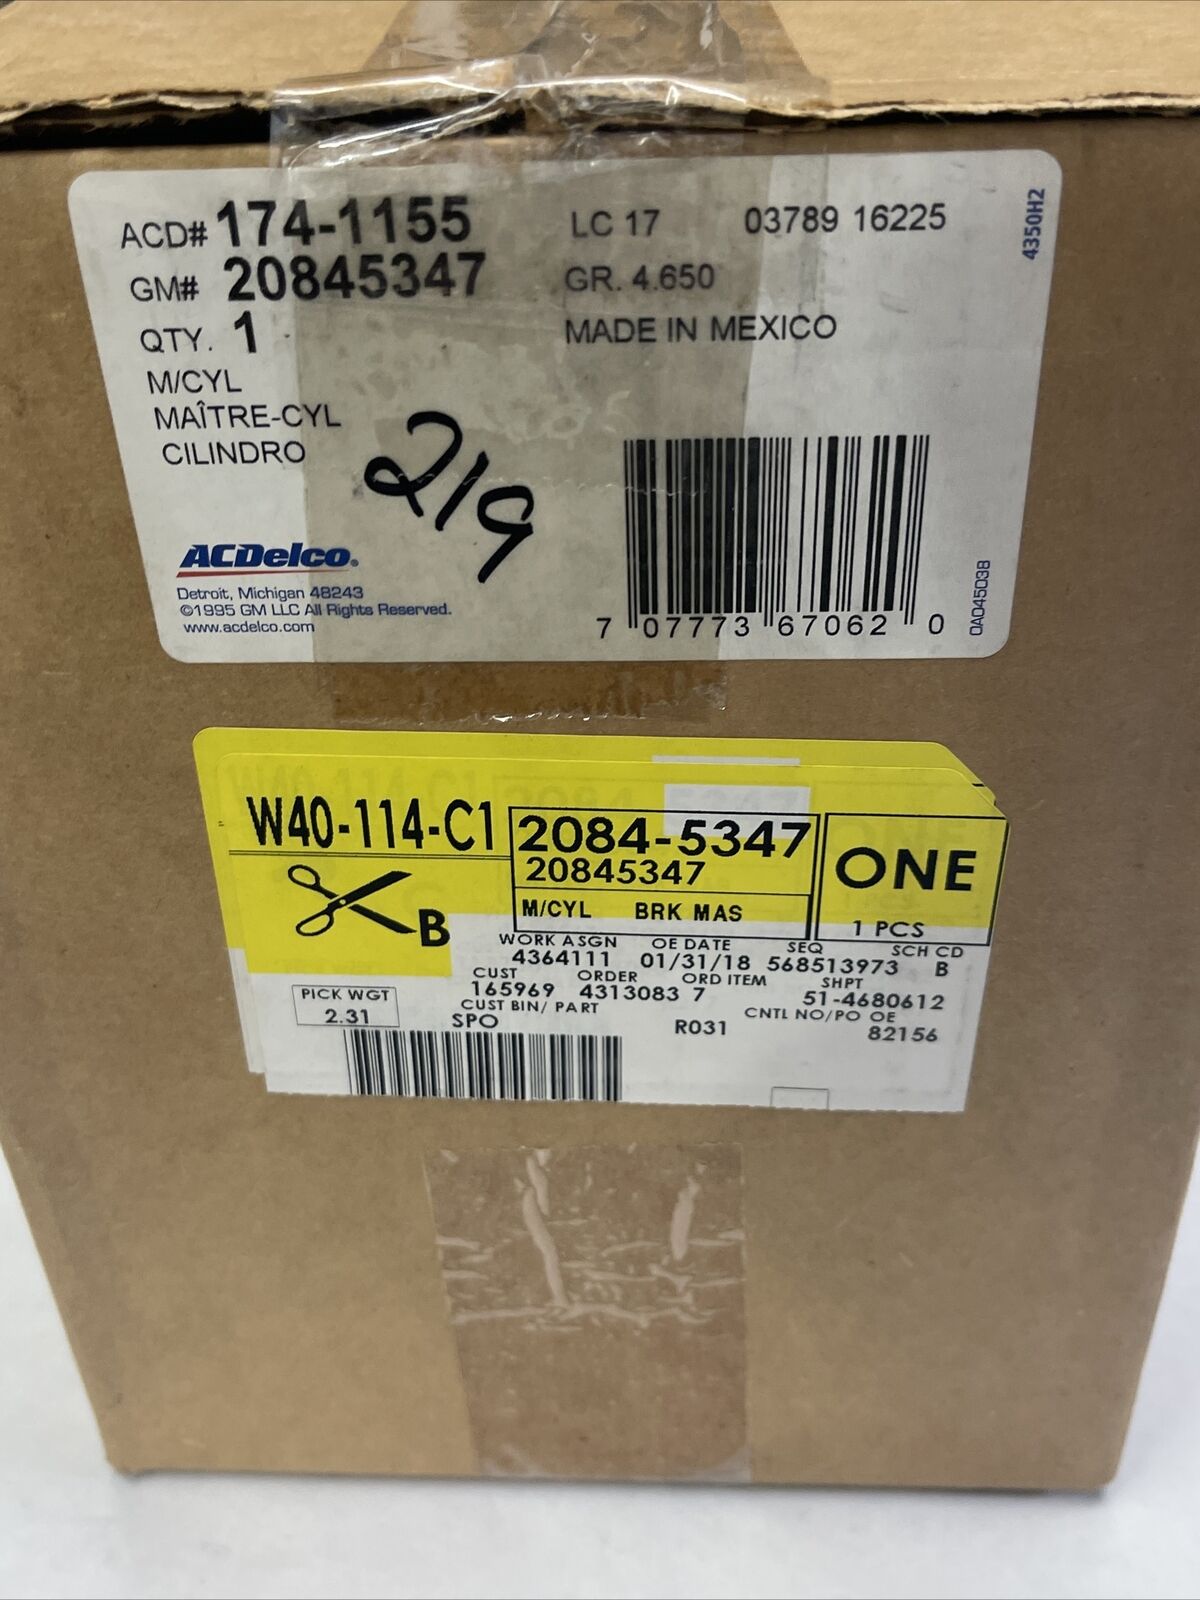 ACD# 174-1155
GM# 20845347
QTY. 1
M/CYL
MAÎTRE-CYL
CILINDRO
LC 17 03789 16225
GR. 4.650
MADE IN MEXICO
4350H2
219
ACDelco®
Detroit, Michigan 48243
©1995 GM LLC All Rights Reserved.
www.acdelco.com
7 07773 67062 0
0A045D3B
W40-114-C1
B
2084-5347
20845347
M/CYL BRK MAS
ONE
1 PCS
WORK ASGN OE DATE SEQ SCH CD
4364111 01/31/18 568513973 B
CUST ORDER ORD ITEM SHPT
165969 4313083 7 51-4680612
CUST BIN/ PART CNTL NO/PO OE
SPO R031 82156
PICK WGT
2.31